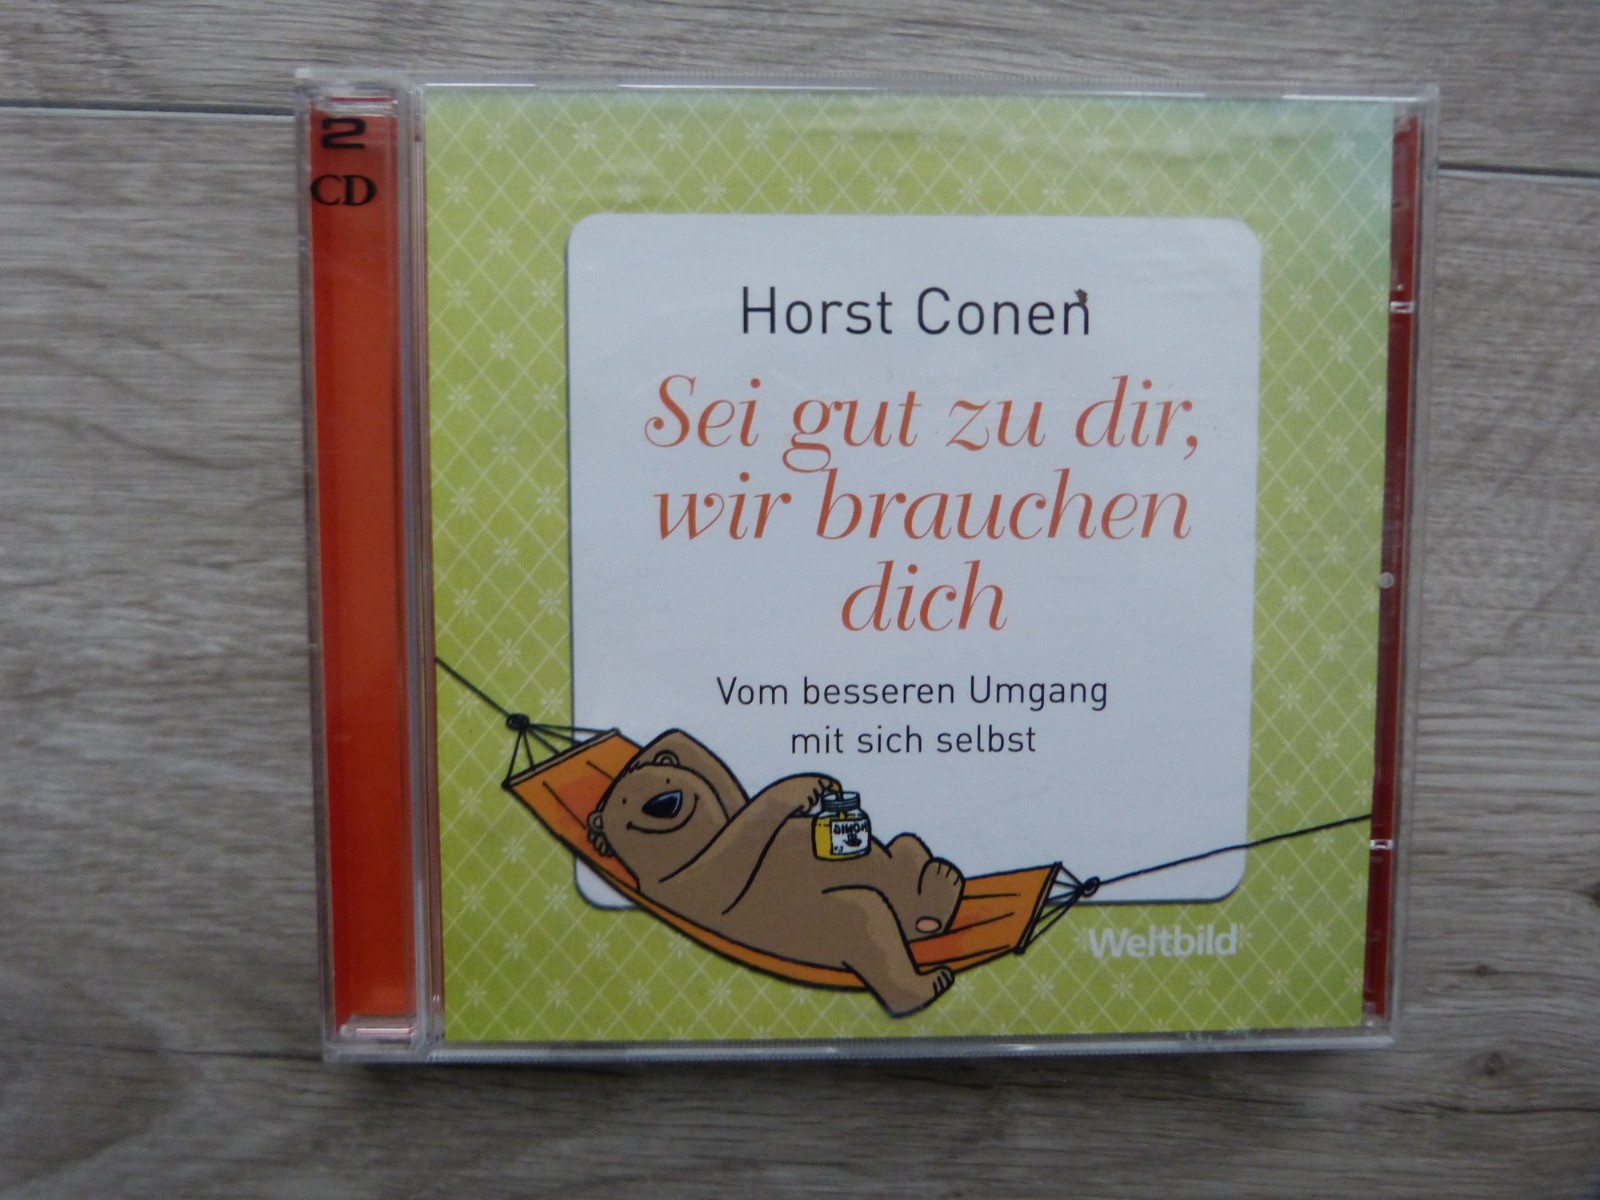 2
CD
Horst Conen
Sei gut zu dir,
wir brauchen
dich
Vom besseren Umgang
mit sich selbst
Weltbild